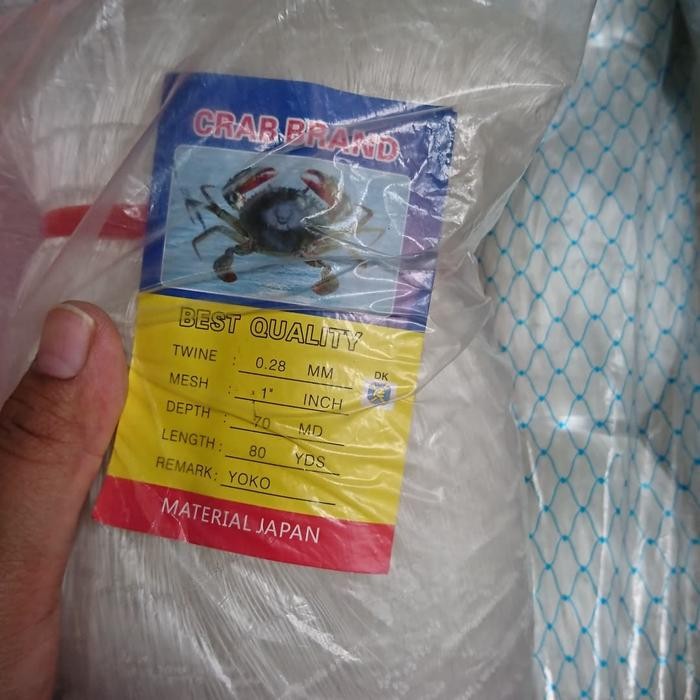 CRAB BRAND
BEST QUALITY
TWINE : 0.28 MM
MESH : x 1" INCH
DEPTH : 70 MD
LENGTH : 80 YDS
REMARK: YOKO
DK
MATERIAL JAPAN